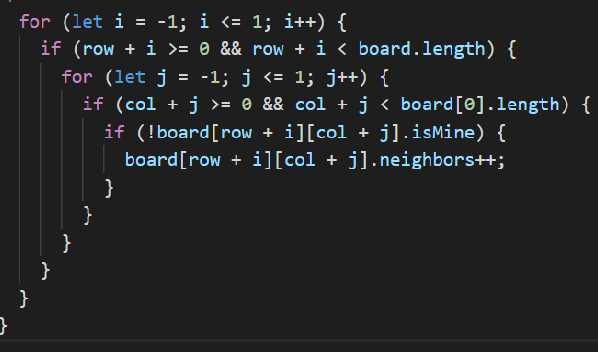 for (let i = -1; i <= 1; i++) {
if (row + i >= 0 && row + i < board.length) {
for (let j = -1; j <= 1; j++) {
if (col + j >= 0 && col + j < board[0].length) {
if (!board[row + i][col + j].isMine) {
board[row + i][col + j].neighbors++;
}
}
}
}
}
}